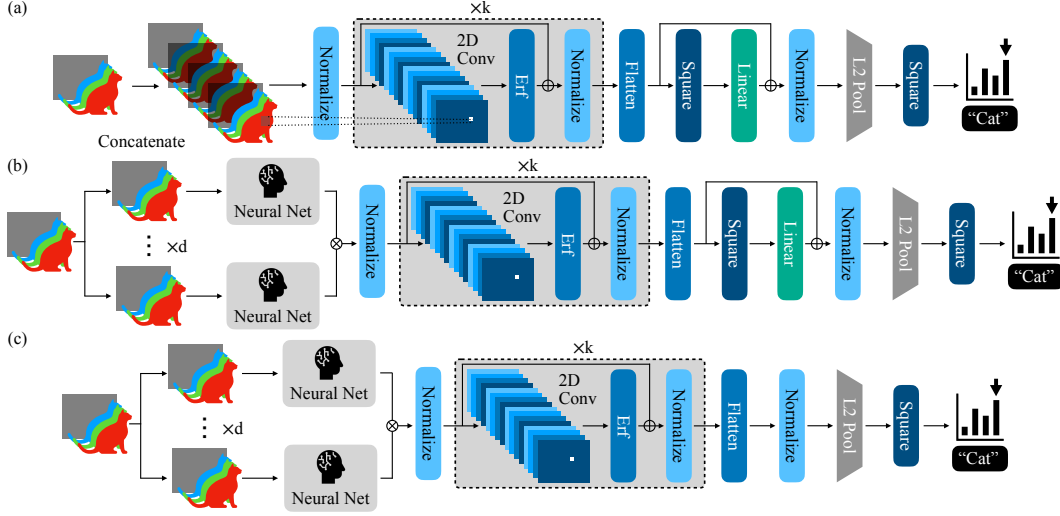 (a)
×k
Concatenate
Normalize
2D
Conv
Erf
Normalize
Flatten
Square
Linear
Normalize
L2 Pool
Square
“Cat”
(b)
×k
×d
Neural Net
Neural Net
Normalize
2D
Conv
Erf
Normalize
Flatten
Square
Linear
Normalize
L2 Pool
Square
“Cat”
(c)
×k
×d
Neural Net
Neural Net
Normalize
2D
Conv
Erf
Normalize
Flatten
Normalize
L2 Pool
Square
“Cat”